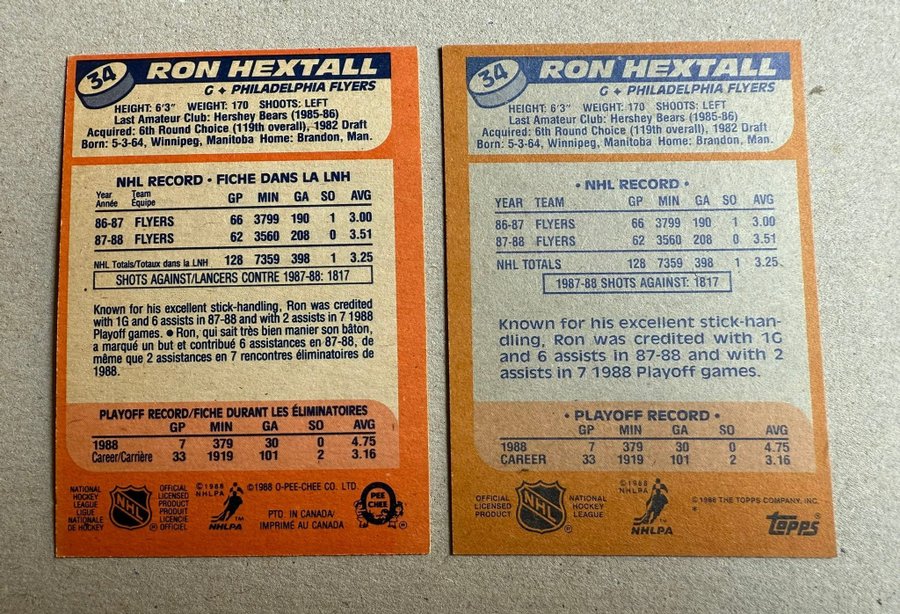 34
RON HEXTALL
G ✦ PHILADELPHIA FLYERS
HEIGHT: 6'3" WEIGHT: 170 SHOOTS: LEFT
Last Amateur Club: Hershey Bears (1985-86)
Acquired: 6th Round Choice (119th overall), 1982 Draft
Born: 5-3-64, Winnipeg, Manitoba Home: Brandon, Man.
NHL RECORD • FICHE DANS LA LNH
Year Team GP MIN GA SO AVG
Année Équipe
86-87 FLYERS 66 3799 190 1 3.00
87-88 FLYERS 62 3560 208 0 3.51
NHL Totals/Totaux dans la LNH 128 7359 398 1 3.25
SHOTS AGAINST/LANCERS CONTRE 1987-88: 1817
Known for his excellent stick-handling, Ron was credited
with 1G and 6 assists in 87-88 and with 2 assists in 7 1988
Playoff games. ● Ron, qui sait très bien manier son bâton,
a marqué un but et contribué 6 assistances en 87-88, de
même que 2 assistances en 7 rencontres éliminatoires de
1988.
PLAYOFF RECORD/FICHE DURANT LES ÉLIMINATOIRES
GP MIN GA SO AVG
1988 7 379 30 0 4.75
Career/Carrière 33 1919 101 2 3.16
NATIONAL
HOCKEY
LEAGUE
LIGUE
NATIONALE
DE HOCKEY
NHL
®
OFFICIAL
LICENSED
PRODUCT
PRODUIT
LICENCIÉ
OFFICIEL
©1988
NHLPA
NHLPA
©1988 O-PEE-CHEE CO. LTD.
PTD. IN CANADA/
IMPRIMÉ AU CANADA
O
PEE
CHEE
34
RON HEXTALL
G ✦ PHILADELPHIA FLYERS
HEIGHT: 6'3" WEIGHT: 170 SHOOTS: LEFT
Last Amateur Club: Hershey Bears (1985-86)
Acquired: 6th Round Choice (119th overall), 1982 Draft
Born: 5-3-64, Winnipeg, Manitoba Home: Brandon, Man.
• NHL RECORD •
YEAR TEAM GP MIN GA SO AVG
86-87 FLYERS 66 3799 190 1 3.00
87-88 FLYERS 62 3560 208 0 3.51
NHL TOTALS 128 7359 398 1 3.25
1987-88 SHOTS AGAINST: 1817
Known for his excellent stick-han-
dling, Ron was credited with 1G
and 6 assists in 87-88 and with 2
assists in 7 1988 Playoff games.
• PLAYOFF RECORD •
GP MIN GA SO AVG
1988 7 379 30 0 4.75
CAREER 33 1919 101 2 3.16
OFFICIAL
LICENSED
PRODUCT
NHL
®
NATIONAL
HOCKEY
LEAGUE
©1988
NHLPA
NHLPA
©1988 THE TOPPS COMPANY, INC.
*
topps®